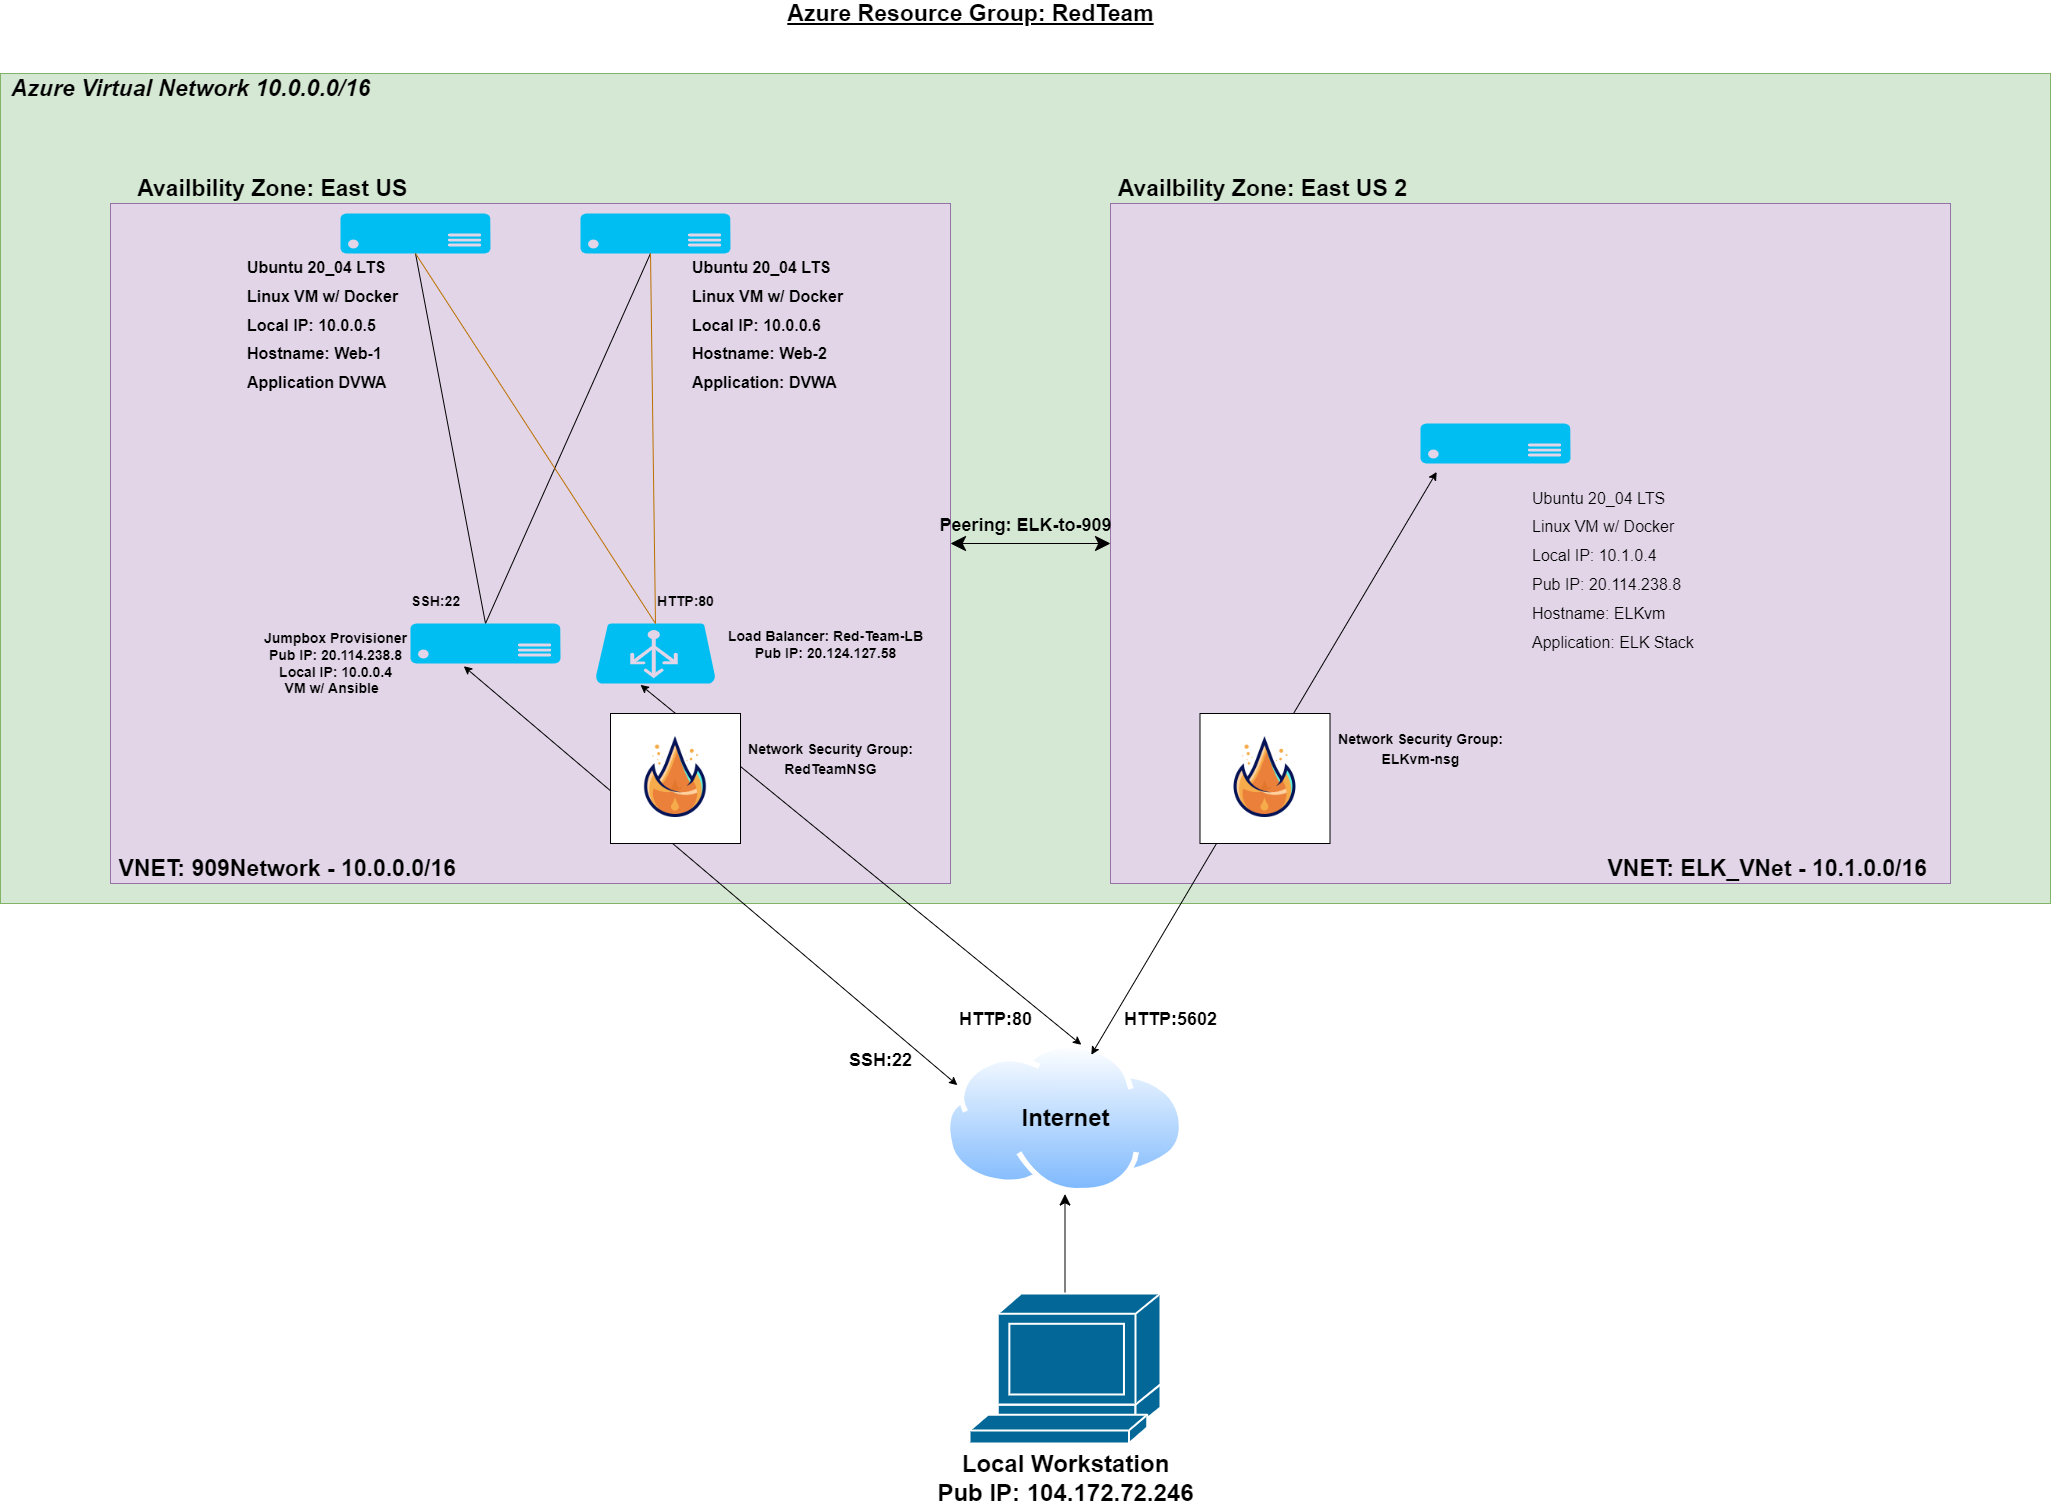 Azure Resource Group: RedTeam
Azure Virtual Network 10.0.0.0/16
Availbility Zone: East US
Ubuntu 20_04 LTS
Linux VM w/ Docker
Local IP: 10.0.0.5
Hostname: Web-1
Application DVWA
Ubuntu 20_04 LTS
Linux VM w/ Docker
Local IP: 10.0.0.6
Hostname: Web-2
Application: DVWA
SSH:22
HTTP:80
Jumpbox Provisioner
Pub IP: 20.114.238.8
Local IP: 10.0.0.4
VM w/ Ansible
Load Balancer: Red-Team-LB
Pub IP: 20.124.127.58
Network Security Group:
RedTeamNSG
VNET: 909Network - 10.0.0.0/16
Peering: ELK-to-909
Availbility Zone: East US 2
Ubuntu 20_04 LTS
Linux VM w/ Docker
Local IP: 10.1.0.4
Pub IP: 20.114.238.8
Hostname: ELKvm
Application: ELK Stack
Network Security Group:
ELKvm-nsg
VNET: ELK_VNet - 10.1.0.0/16
HTTP:80
HTTP:5602
SSH:22
Internet
Local Workstation
Pub IP: 104.172.72.246